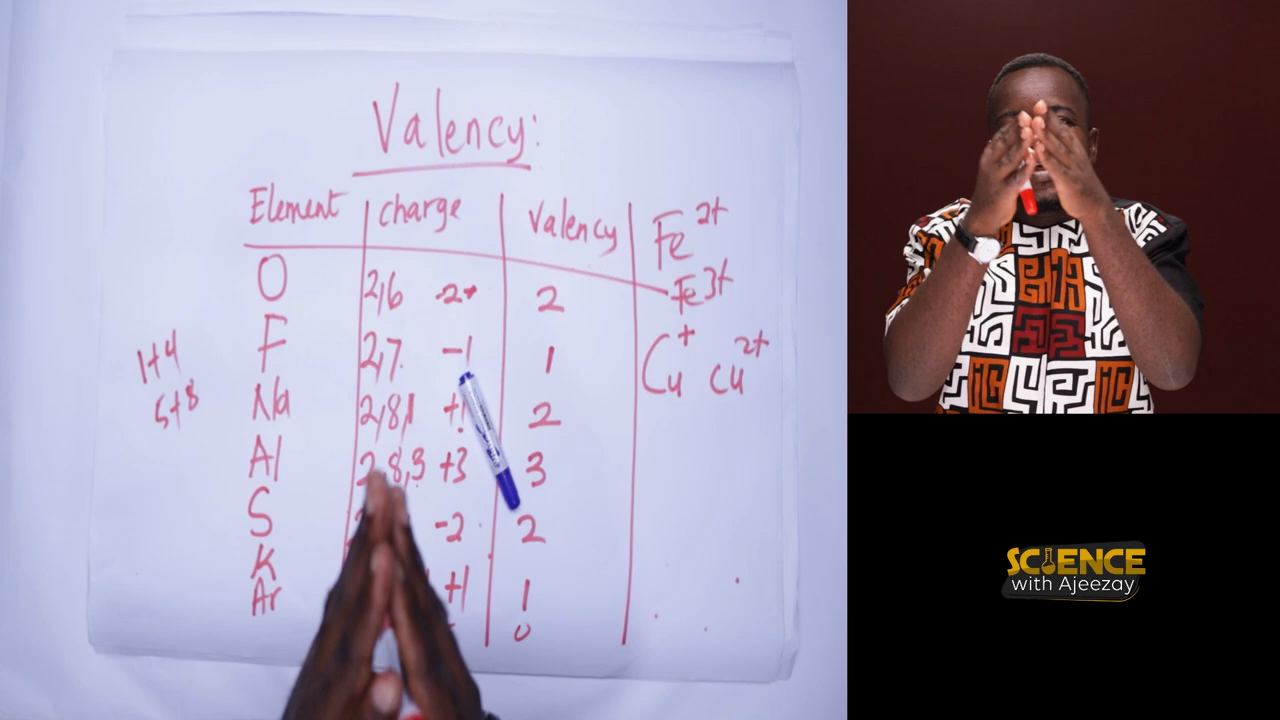 Valency:
Element charge Valency Fe2+
O 2,6 -2 2 Fe3+
F 2,7. -1 1 Cu+ Cu2+
1+4
5+8
Na 2,8,1 +1 2
Al 2,8,3 +3 3
S -2 2
K +1 1
Ar 0
SCIENCE
with Ajeezay